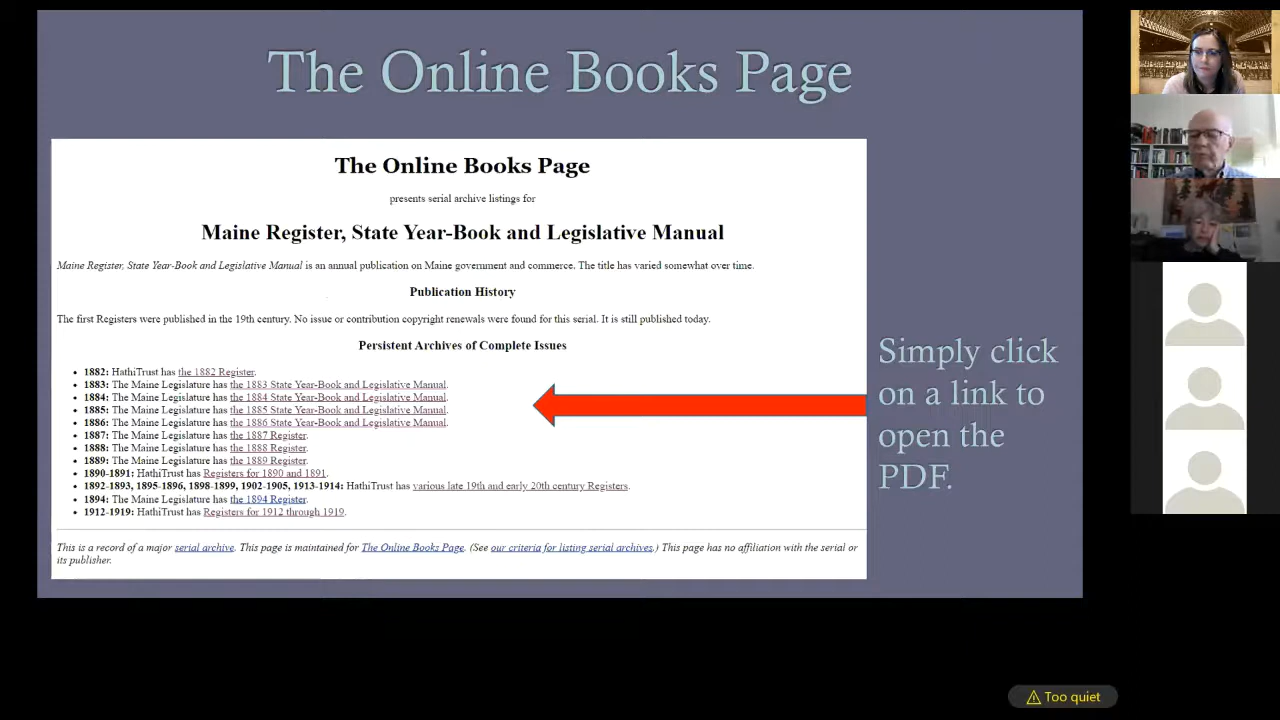 The Online Books Page
The Online Books Page
presents serial archive listings for
Maine Register, State Year-Book and Legislative Manual
Maine Register, State Year-Book and Legislative Manual is an annual publication on Maine government and commerce. The title has varied somewhat over time.
Publication History
The first Registers were published in the 19th century. No issue or contribution copyright renewals were found for this serial. It is still published today.
Persistent Archives of Complete Issues
• 1882: HathiTrust has the 1882 Register.
• 1883: The Maine Legislature has the 1883 State Year-Book and Legislative Manual.
• 1884: The Maine Legislature has the 1884 State Year-Book and Legislative Manual.
• 1885: The Maine Legislature has the 1885 State Year-Book and Legislative Manual.
• 1886: The Maine Legislature has the 1886 State Year-Book and Legislative Manual.
• 1887: The Maine Legislature has the 1887 Register.
• 1888: The Maine Legislature has the 1888 Register.
• 1889: The Maine Legislature has the 1889 Register.
• 1890-1891: HathiTrust has Registers for 1890 and 1891.
• 1892-1893, 1895-1896, 1898-1899, 1902-1905, 1913-1914: HathiTrust has various late 19th and early 20th century Registers.
• 1894: The Maine Legislature has the 1894 Register.
• 1912-1919: HathiTrust has Registers for 1912 through 1919.
This is a record of a major serial archive. This page is maintained for The Online Books Page. (See our criteria for listing serial archives.) This page has no affiliation with the serial or
its publisher.
Simply click
on a link to
open the
PDF.
Too quiet